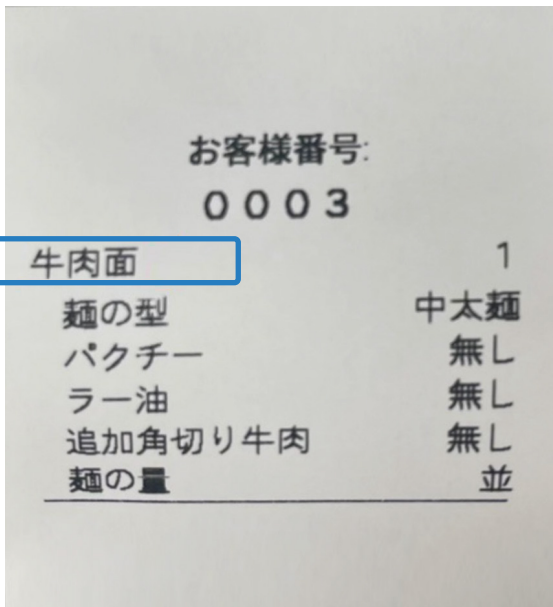 お客様番号:
0003
牛肉面 1
麺の型 中太麺
パクチー 無し
ラー油 無し
追加角切り牛肉 無し
麺の量 並